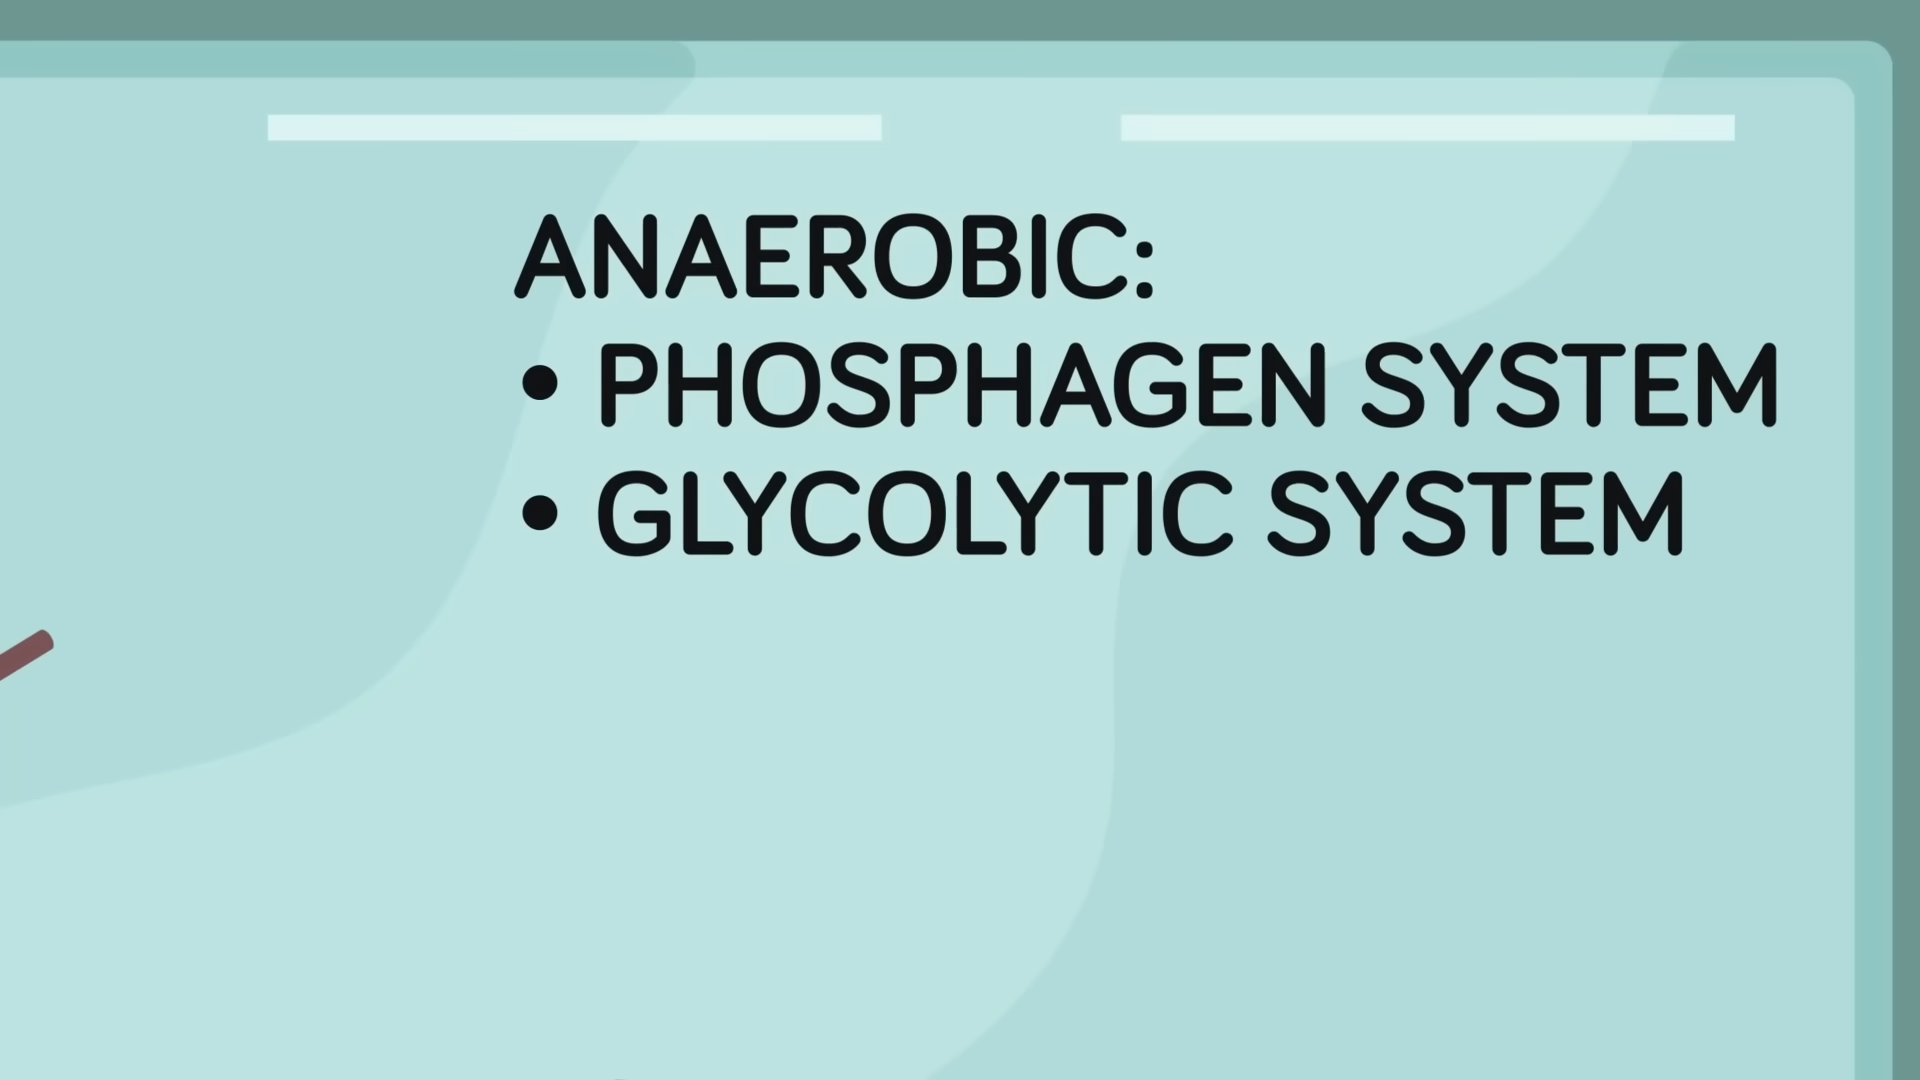 ANAEROBIC:
• PHOSPHAGEN SYSTEM
• GLYCOLYTIC SYSTEM